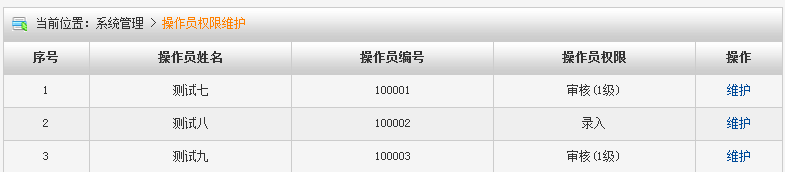 当前位置：系统管理 > 操作员权限维护
序号 操作员姓名 操作员编号 操作员权限 操作
1 测试七 100001 审核(1级) 维护
2 测试八 100002 录入 维护
3 测试九 100003 审核(1级) 维护